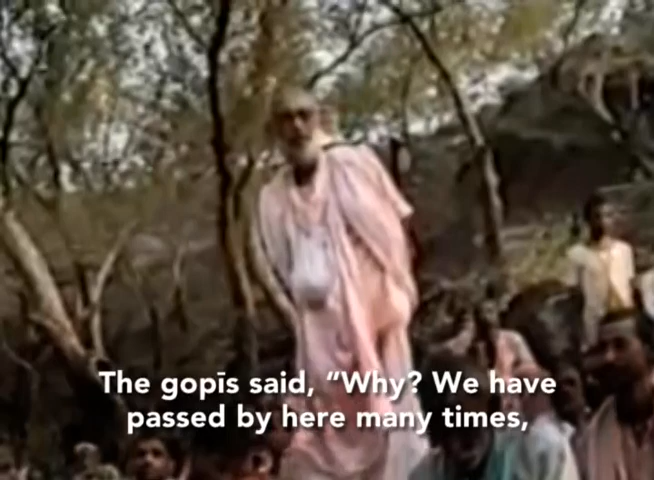 The gopīs said, “Why? We have
passed by here many times,